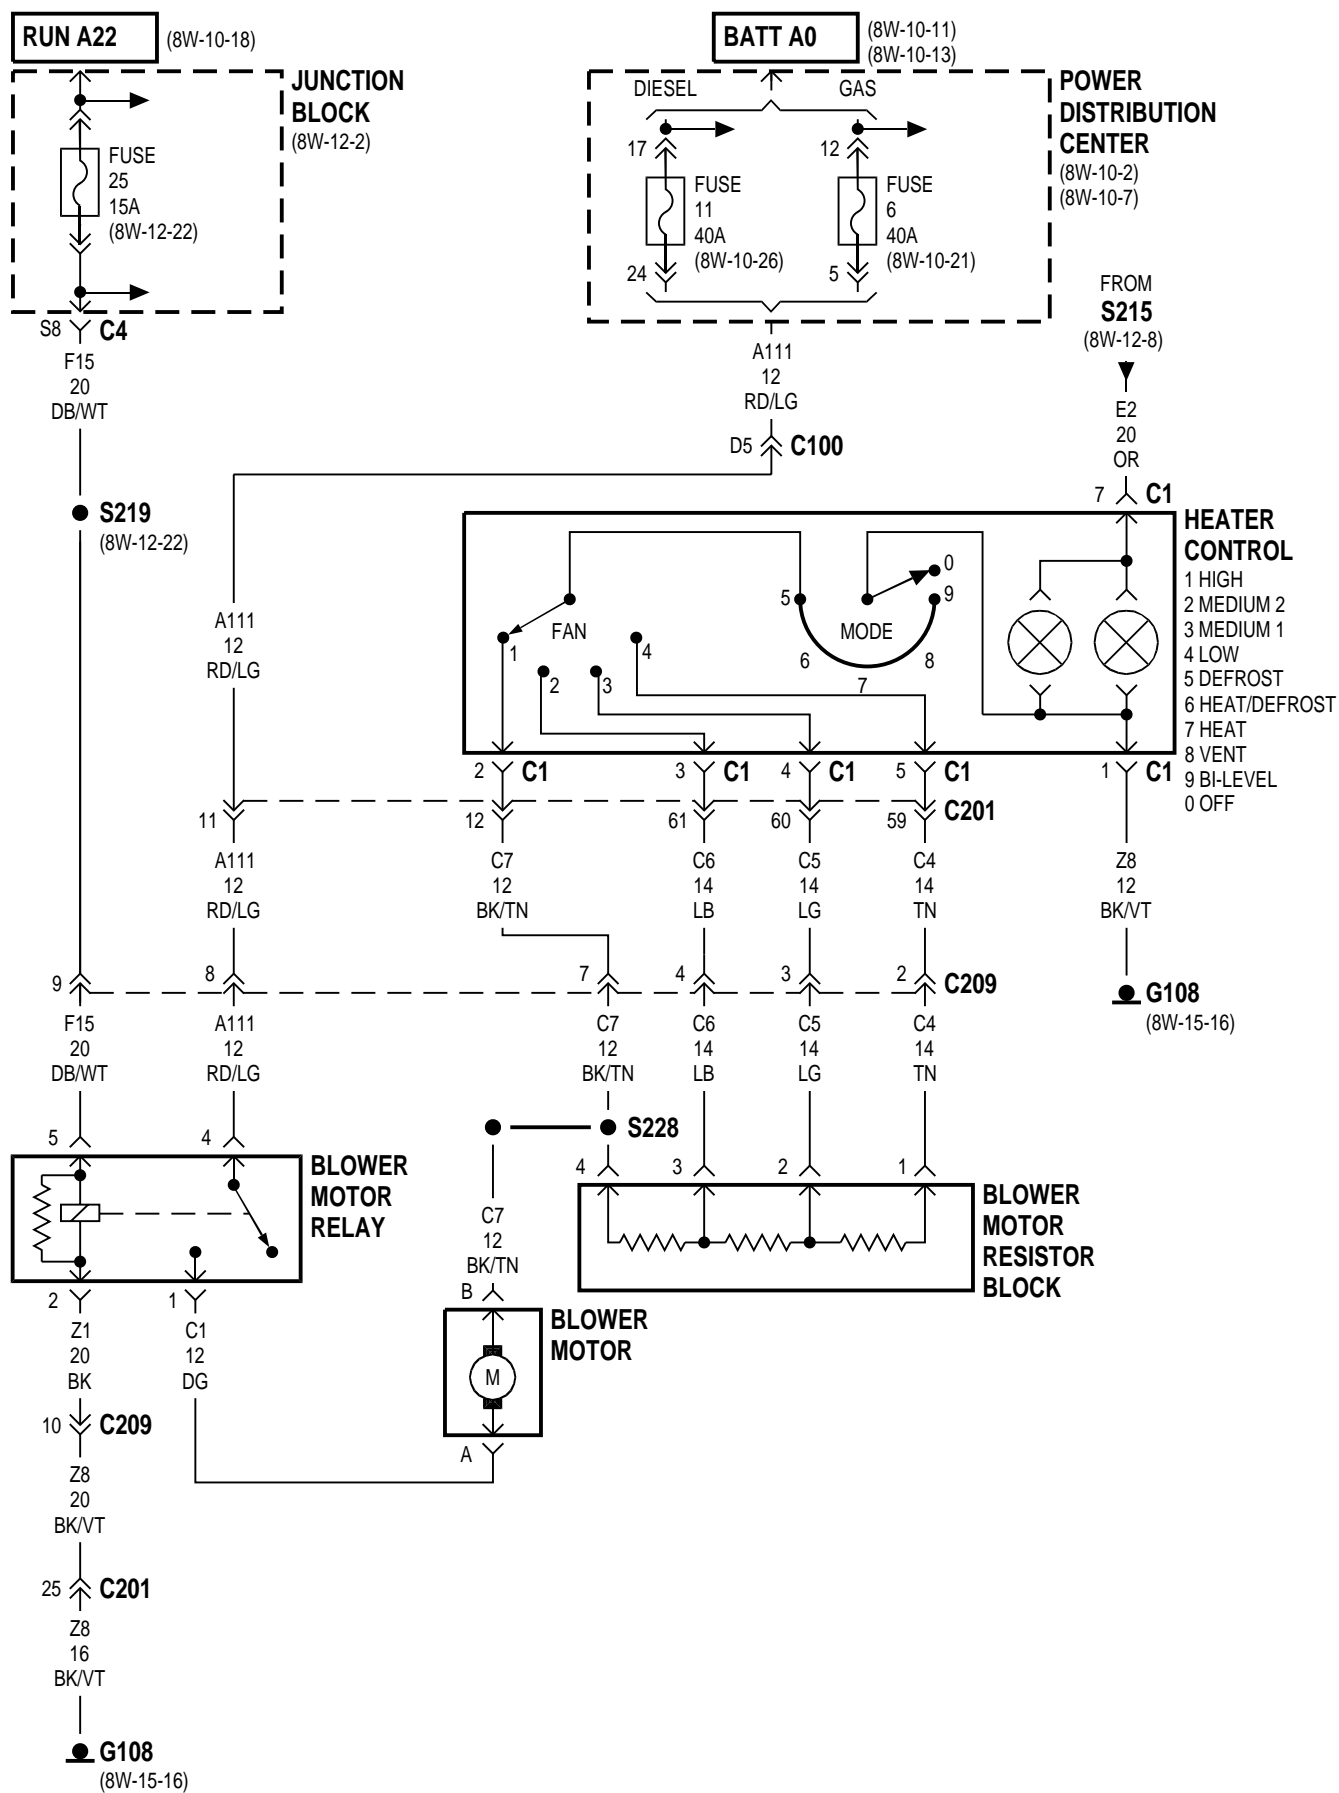 RUN A22
(8W-10-18)
JUNCTION
BLOCK
(8W-12-2)
FUSE
25
15A
(8W-12-22)
S8
C4
F15
20
DB/WT
S219
(8W-12-22)
BATT A0
(8W-10-11)
(8W-10-13)
POWER
DISTRIBUTION
CENTER
(8W-10-2)
(8W-10-7)
DIESEL
GAS
17
FUSE
11
40A
(8W-10-26)
24
12
FUSE
6
40A
(8W-10-21)
5
A111
12
RD/LG
D5
C100
FROM
S215
(8W-12-8)
E2
20
OR
7
C1
HEATER
CONTROL
1 HIGH
2 MEDIUM 2
3 MEDIUM 1
4 LOW
5 DEFROST
6 HEAT/DEFROST
7 HEAT
8 VENT
9 BI-LEVEL
0 OFF
FAN
1
2
3
4
MODE
5
6
7
8
9
0
A111
12
RD/LG
2
C1
3
C1
4
C1
5
C1
1
C1
11
12
61
60
59
C201
A111
12
RD/LG
C7
12
BK/TN
C6
14
LB
C5
14
LG
C4
14
TN
Z8
12
BK/VT
9
8
7
4
3
2
C209
G108
(8W-15-16)
F15
20
DB/WT
A111
12
RD/LG
C7
12
BK/TN
C6
14
LB
C5
14
LG
C4
14
TN
S228
5
4
4
3
2
1
BLOWER
MOTOR
RELAY
BLOWER
MOTOR
RESISTOR
BLOCK
C7
12
BK/TN
B
BLOWER
MOTOR
M
A
2
1
Z1
20
BK
C1
12
DG
10
C209
Z8
20
BK/VT
25
C201
Z8
16
BK/VT
G108
(8W-15-16)